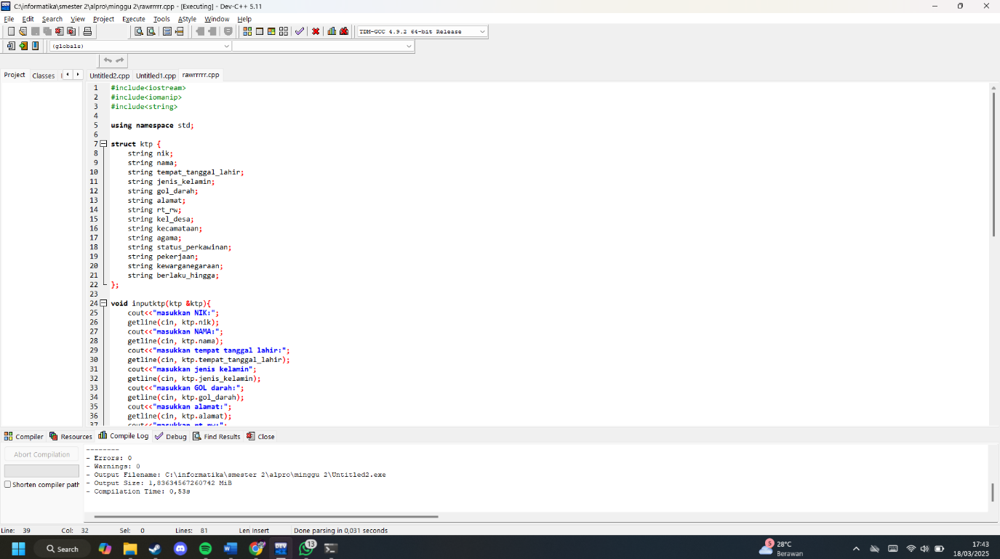 C:\informatika\smester 2\alpro\minggu 2\rawrrrrr.cpp - [Executing] - Dev-C++ 5.11
File Edit Search View Project Execute Tools AStyle Window Help
TDM-GCC 4.9.2 64-bit Release
(globals)
Project Classes
Untitled2.cpp Untitled1.cpp rawrrrrr.cpp
1 #include<iostream>
2 #include<iomanip>
3 #include<string>
4
5 using namespace std;
6
7 struct ktp {
8 string nik;
9 string nama;
10 string tempat_tanggal_lahir;
11 string jenis_kelamin;
12 string gol_darah;
13 string alamat;
14 string rt_rw;
15 string kel_desa;
16 string kecamataan;
17 string agama;
18 string status_perkawinan;
19 string pekerjaan;
20 string kewarganegaraan;
21 string berlaku_hingga;
22 };
23
24 void inputktp(ktp &ktp){
25 cout<<"masukkan NIK:";
26 getline(cin, ktp.nik);
27 cout<<"masukkan NAMA:";
28 getline(cin, ktp.nama);
29 cout<<"masukkan tempat tanggal lahir:";
30 getline(cin, ktp.tempat_tanggal_lahir);
31 cout<<"masukkan jenis kelamin";
32 getline(cin, ktp.jenis_kelamin);
33 cout<<"masukkan GOL darah:";
34 getline(cin, ktp.gol_darah);
35 cout<<"masukkan alamat:";
36 getline(cin, ktp.alamat);
37 cout<<"masukkan rt rw:";
Compiler Resources Compile Log Debug Find Results Close
Abort Compilation
Shorten compiler path
--------
- Errors: 0
- Warnings: 0
- Output Filename: C:\informatika\smester 2\alpro\minggu 2\Untitled2.exe
- Output Size: 1,83634567260742 MiB
- Compilation Time: 0,53s
Line: 39 Col: 32 Sel: 0 Lines: 81 Len Insert Done parsing in 0,031 seconds
Search
DEV
13
5
28°C
Berawan
17:43
18/03/2025